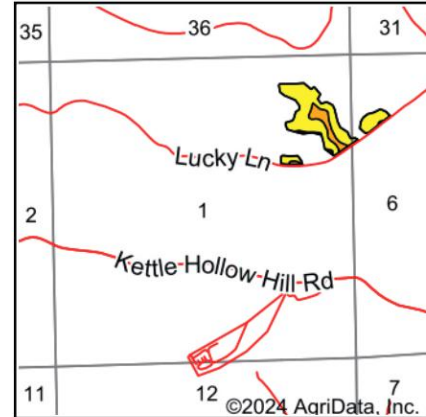 35 36 31
Lucky Ln
2 1 6
Kettle Hollow Hill Rd
11 12 7
©2024 AgriData, Inc.